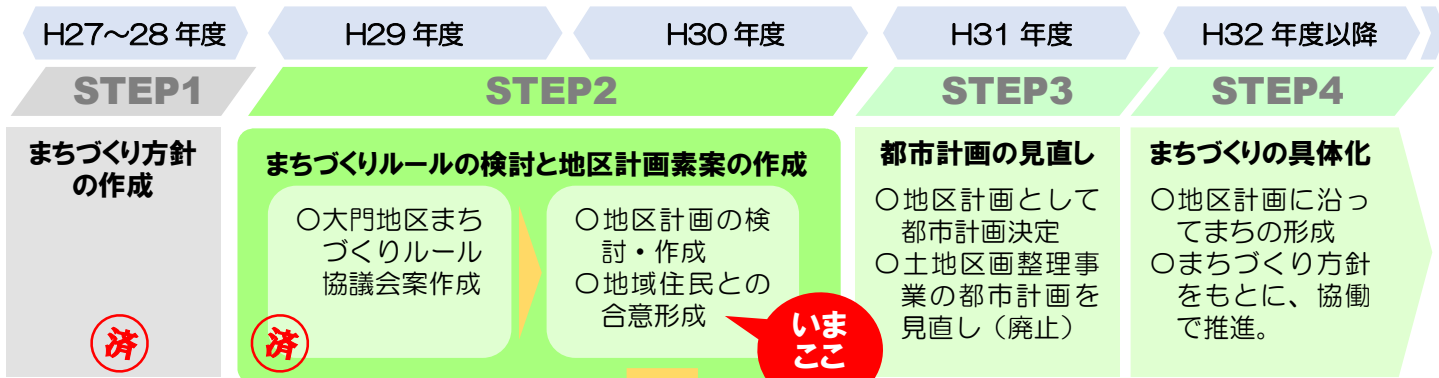 H27～28 年度
H29 年度
H30 年度
H31 年度
H32 年度以降
STEP1
STEP2
STEP3
STEP4
まちづくり方針
の作成
済
まちづくりルールの検討と地区計画素案の作成
〇大門地区まち
づくりルール
協議会案作成
済
〇地区計画の検
討・作成
〇地域住民との
合意形成
いま
ここ
都市計画の見直し
〇地区計画として
都市計画決定
〇土地区画整理事
業の都市計画を
見直し（廃止）
まちづくりの具体化
〇地区計画に沿っ
てまちの形成
〇まちづくり方針
をもとに、協働
で推進。